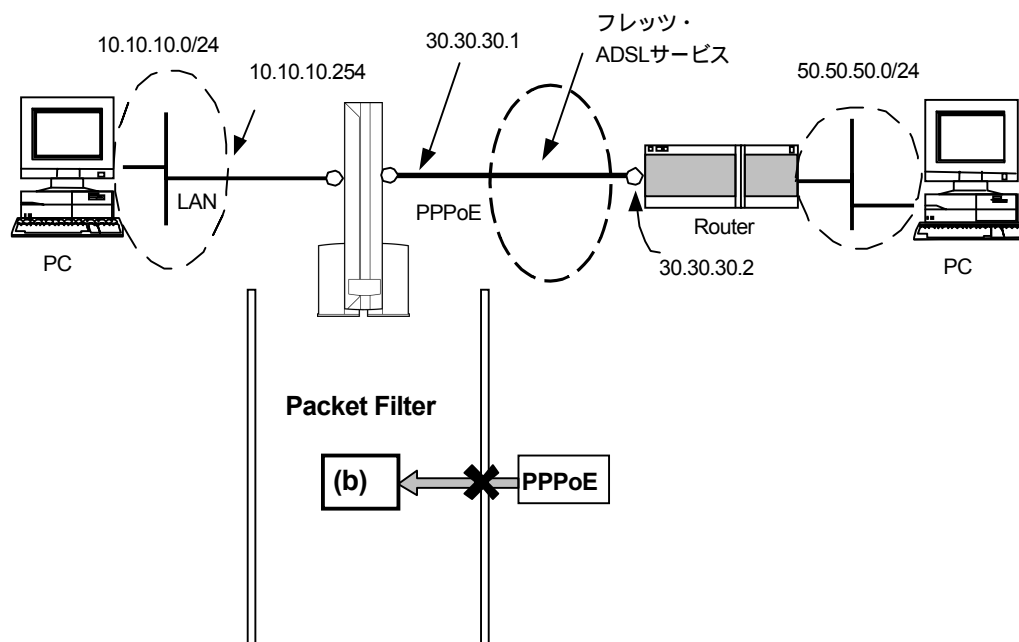 フレッツ・
ADSLサービス
10.10.10.0/24
30.30.30.1
10.10.10.254
50.50.50.0/24
LAN
PPPoE
Router
PC
30.30.30.2
PC
Packet Filter
(b)
PPPoE